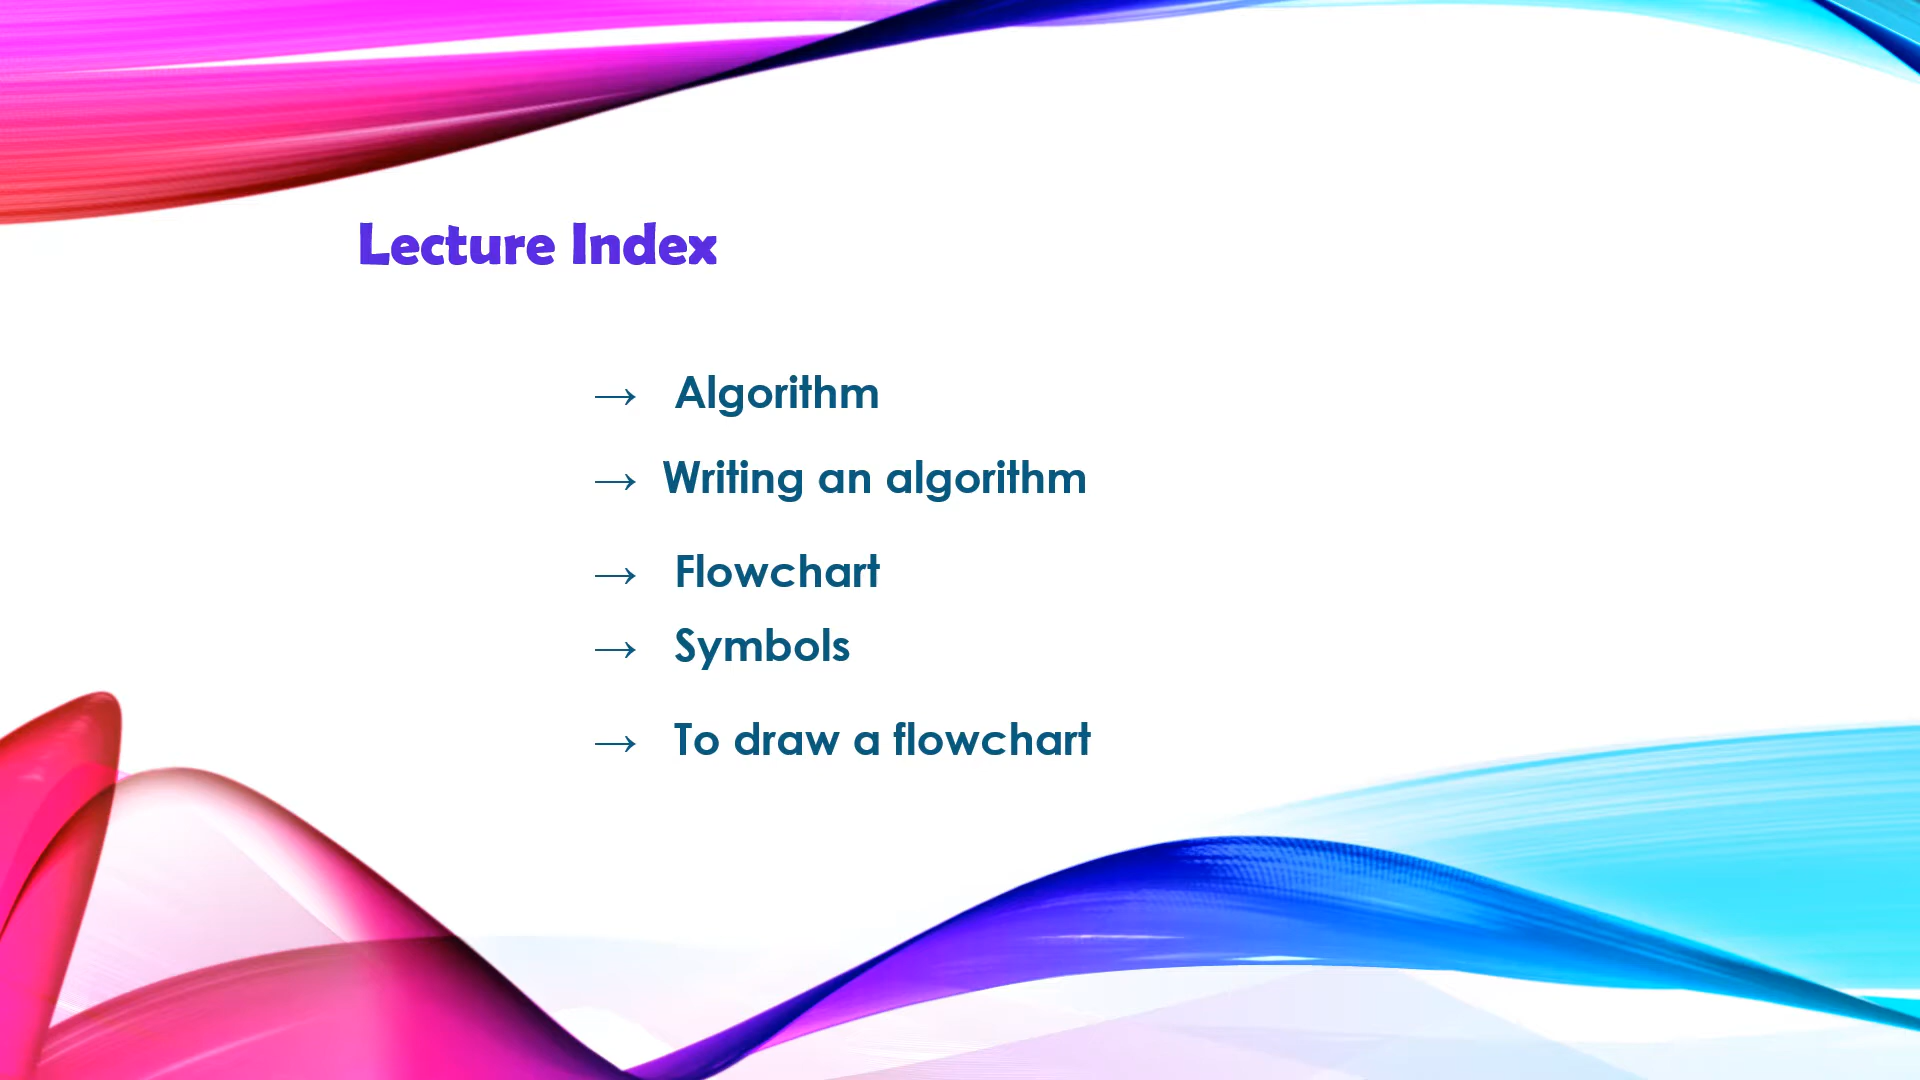 Lecture Index
→ Algorithm
→ Writing an algorithm
→ Flowchart
→ Symbols
→ To draw a flowchart